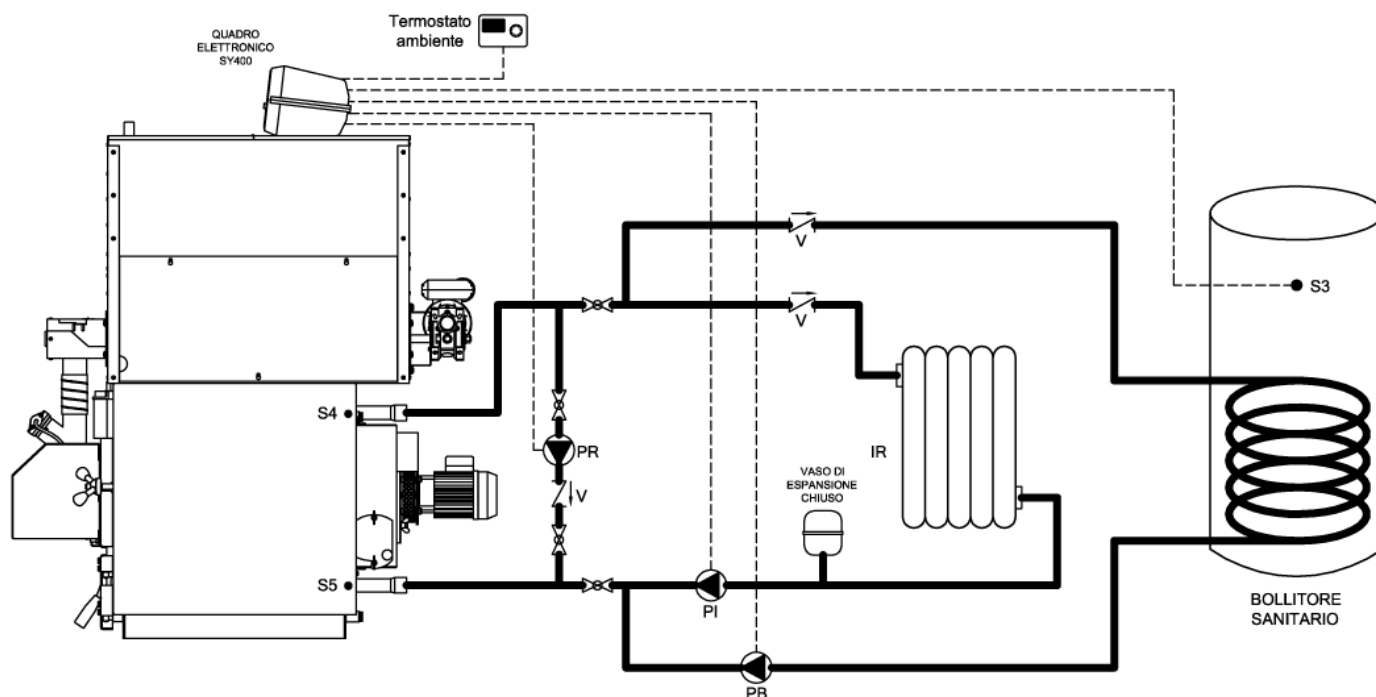 Termostato
ambiente
QUADRO
ELETTRONICO
SY400
V
S3
V
S4
PR
IR
V
VASO DI
ESPANSIONE
CHIUSO
S5
PI
BOLLITORE
SANITARIO
PB